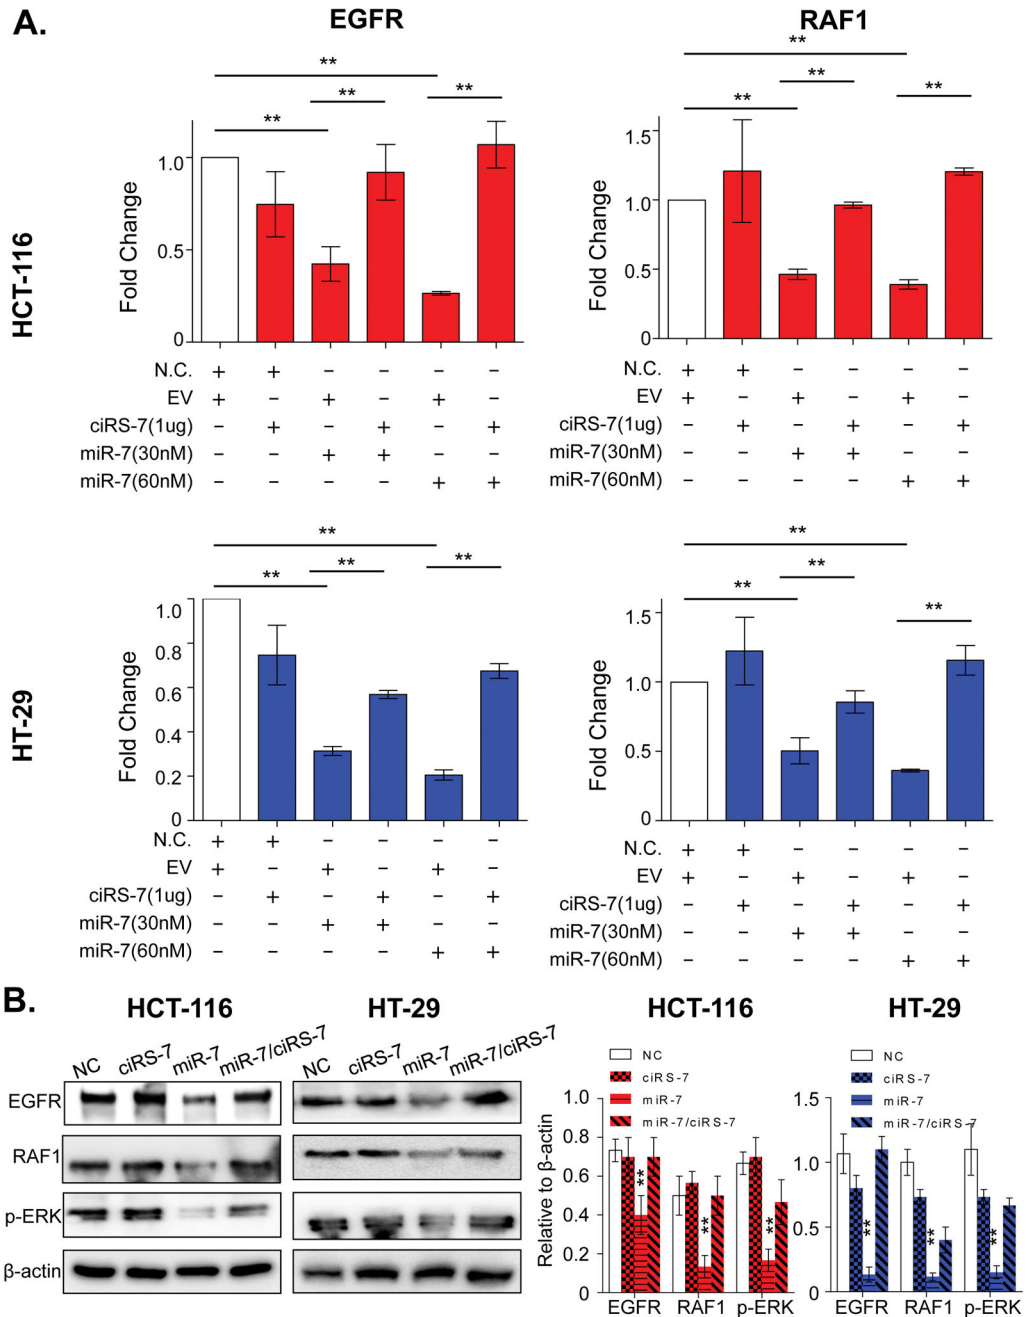 A.
EGFR
RAF1
HCT-116
Fold Change
1.0
0.5
0
** ** ** **
N.C. + + − − − −
EV + − + − + −
ciRS-7(1ug) − + − + − +
miR-7(30nM) − − + + − −
miR-7(60nM) − − − − + +
Fold Change
1.5
1.0
0.5
0
** ** ** **
N.C. + + − − − −
EV + − + − + −
ciRS-7(1ug) − + − + − +
miR-7(30nM) − − + + − −
miR-7(60nM) − − − − + +
HT-29
Fold Change
1.0
0.6
0.4
0.2
0
** ** ** **
N.C. + + − − − −
EV + − + − + −
ciRS-7(1ug) − + − + − +
miR-7(30nM) − − + + − −
miR-7(60nM) − − − − + +
Fold Change
1.5
1.0
0.5
0
** ** ** **
N.C. + + − − − −
EV + − + − + −
ciRS-7(1ug) − + − + − +
miR-7(30nM) − − + + − −
miR-7(60nM) − − − − + +
B.
HCT-116
HT-29
NC ciRS-7 miR-7 miR-7/ciRS-7
NC ciRS-7 miR-7 miR-7/ciRS-7
EGFR
RAF1
p-ERK
β-actin
HCT-116
NC
ciRS-7
miR-7
miR-7/ciRS-7
Relative to β-actin
1.0
0.8
0.6
0.4
0.2
0
** ** **
EGFR RAF1 p-ERK
HT-29
NC
ciRS-7
miR-7
miR-7/ciRS-7
1.5
1.0
0.5
0
** ** **
EGFR RAF1 p-ERK